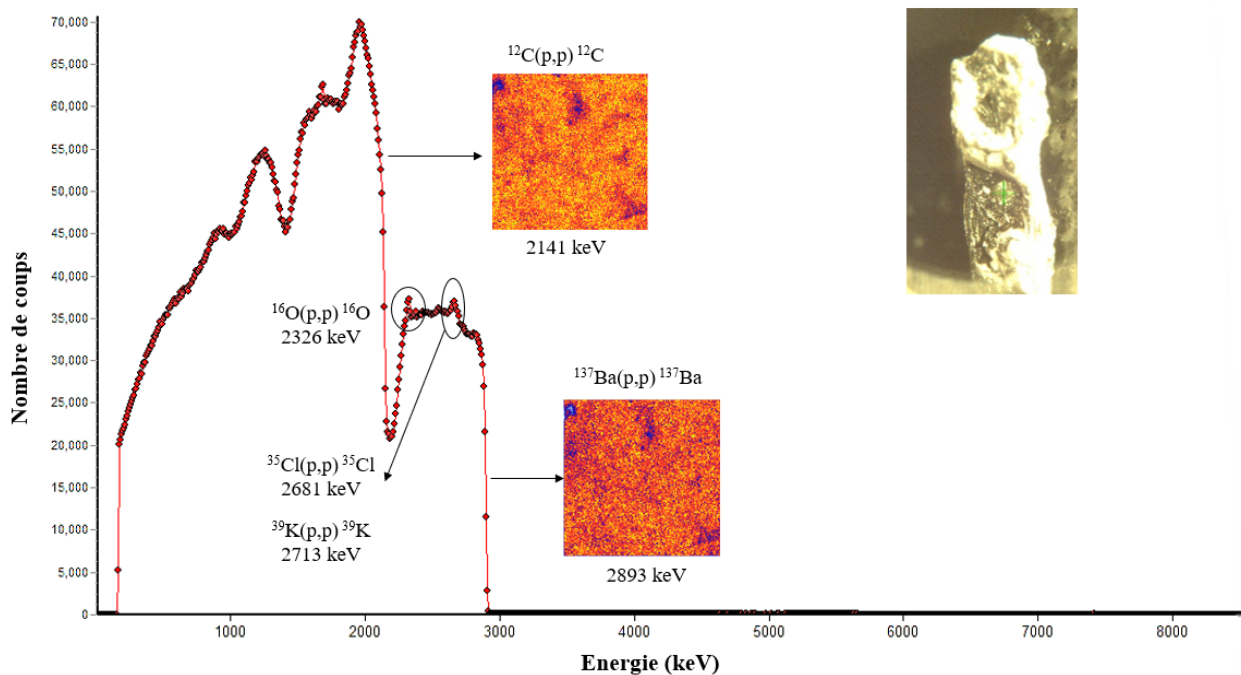 70,000
65,000
60,000
55,000
50,000
45,000
40,000
35,000
30,000
25,000
20,000
15,000
10,000
5,000
0
Nombre de coups
¹²C(p,p) ¹²C
2141 keV
¹⁶O(p,p) ¹⁶O
2326 keV
³⁵Cl(p,p) ³⁵Cl
2681 keV
³⁹K(p,p) ³⁹K
2713 keV
¹³⁷Ba(p,p) ¹³⁷Ba
2893 keV
1000 2000 3000 4000 5000 6000 7000 8000
Energie (keV)